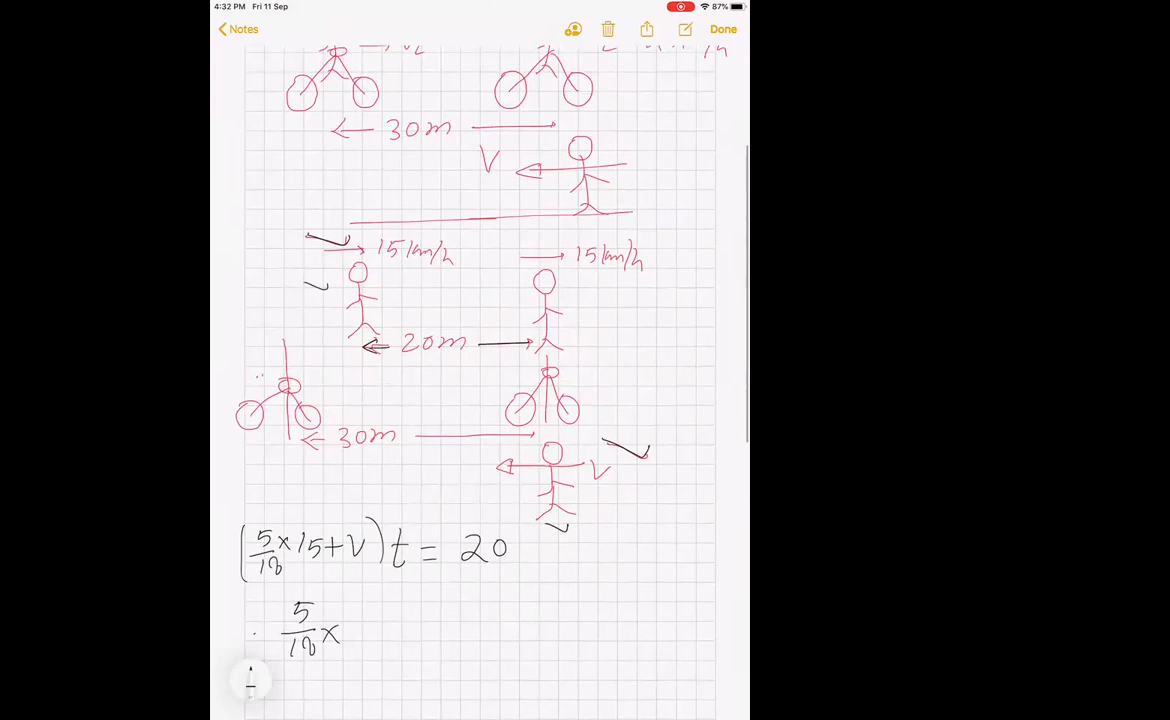 4:32 PM Fri 11 Sep 87%
Notes Done
30m
V
15km/h 15km/h
20m
30m
V
(5/18 × 15 + V) t = 20
5/18 ×